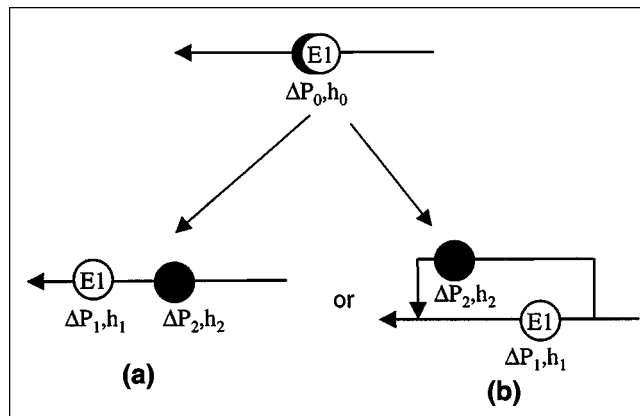 E1
ΔP₀,h₀
E1
ΔP₁,h₁ ΔP₂,h₂
(a)
or
ΔP₂,h₂
E1
ΔP₁,h₁
(b)